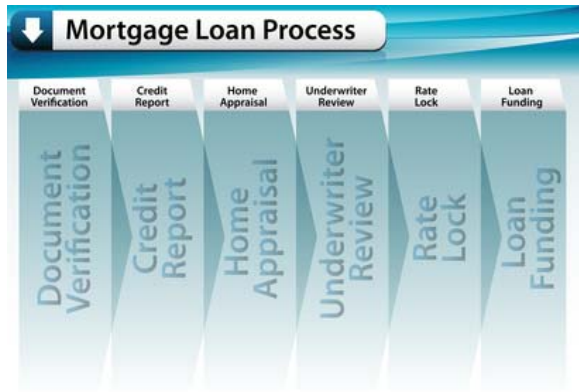 Mortgage Loan Process
Document
Verification
Credit
Report
Home
Appraisal
Underwriter
Review
Rate
Lock
Loan
Funding
Document
Verification
Credit
Report
Home
Appraisal
Underwriter
Review
Rate
Lock
Loan
Funding